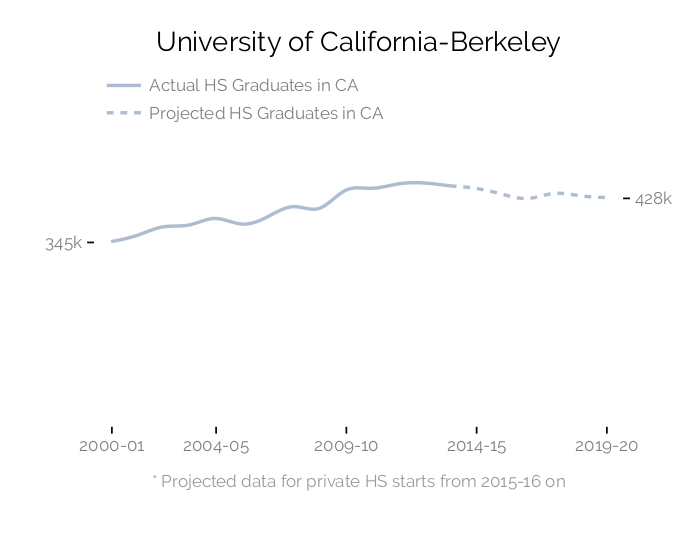 University of California-Berkeley
Actual HS Graduates in CA
Projected HS Graduates in CA
428k
345k
2000-01 2004-05 2009-10 2014-15 2019-20
* Projected data for private HS starts from 2015-16 on